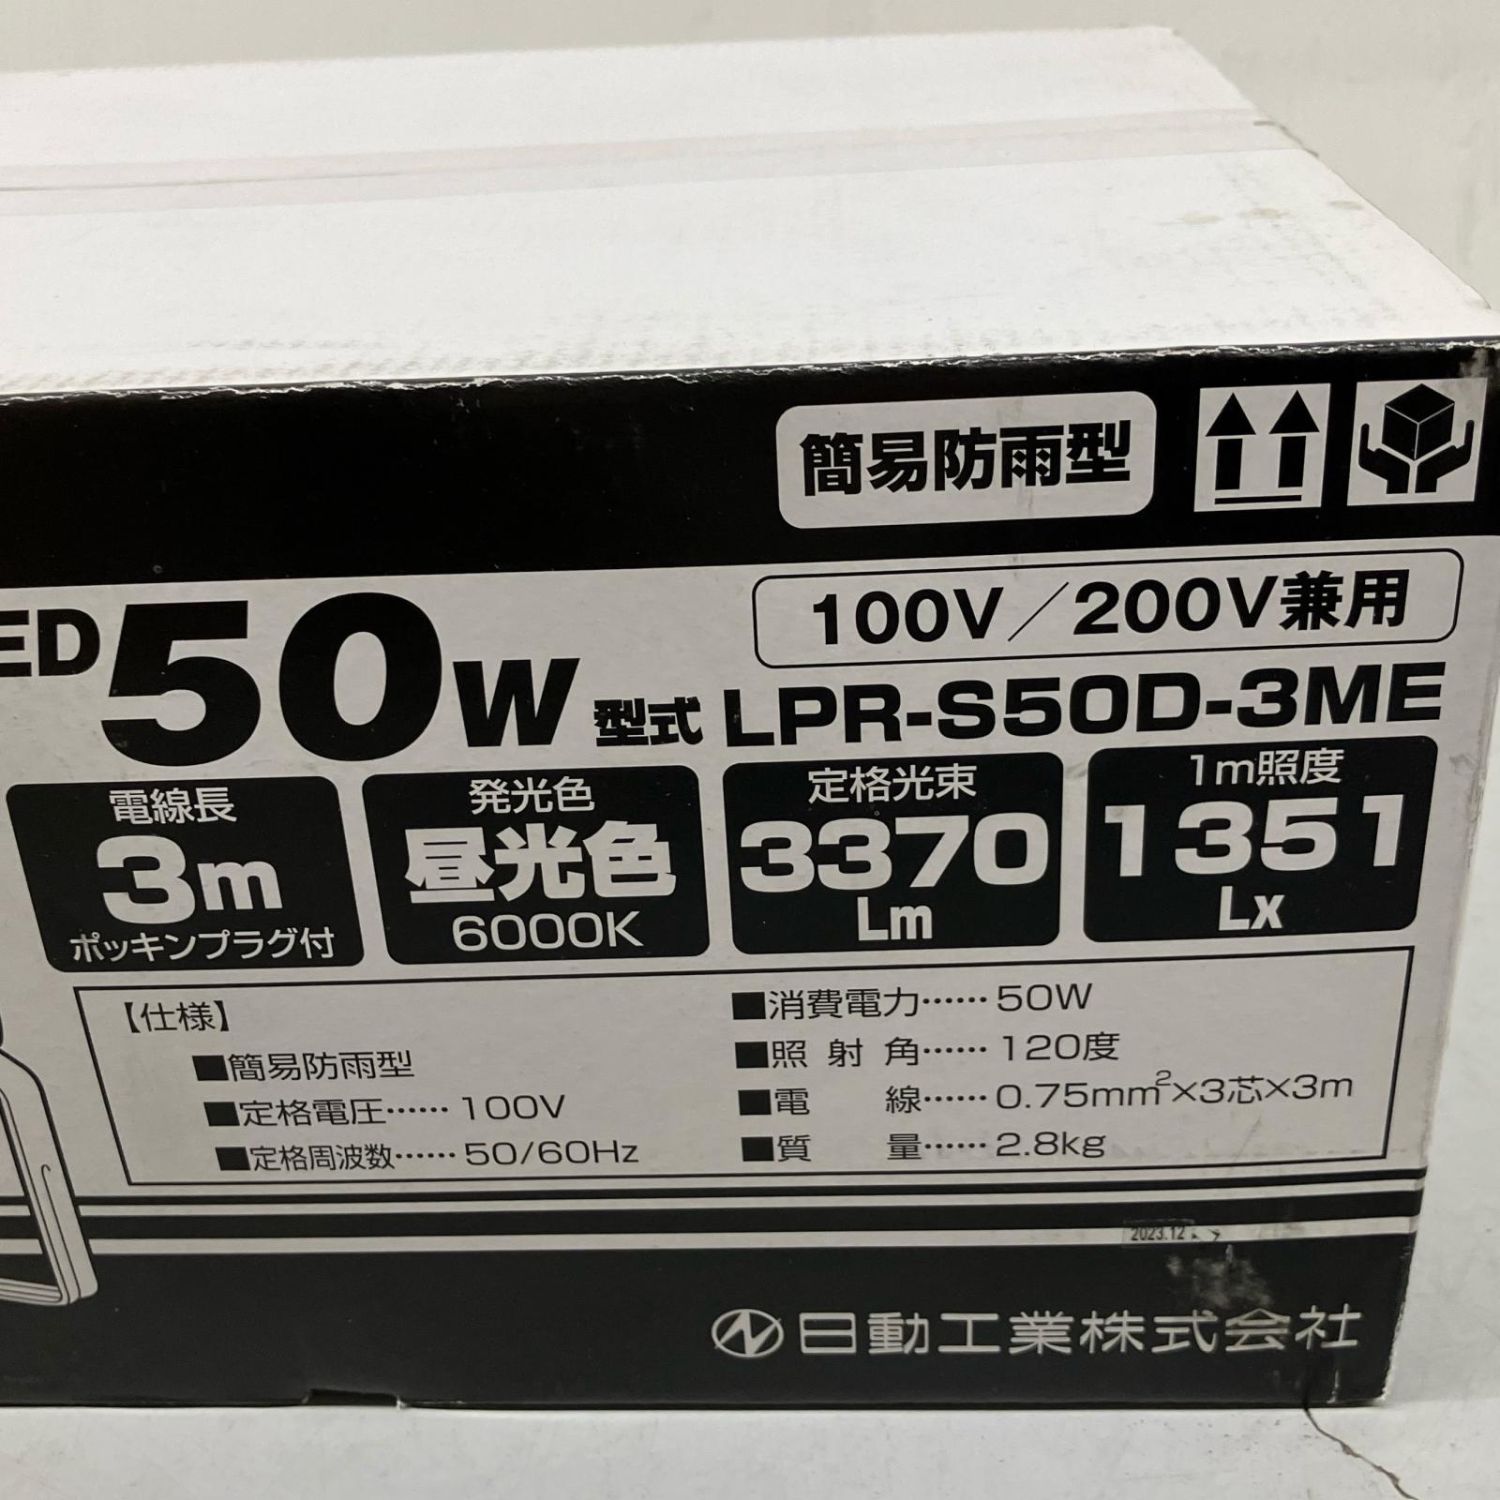 簡易防雨型
100V/200V兼用
ED50W 型式 LPR-S50D-3ME
電線長
3m
ポッキンプラグ付
発光色
昼光色
6000K
定格光束
3370
Lm
1m照度
1351
Lx
【仕様】
■簡易防雨型
■定格電圧……100V
■定格周波数……50/60Hz
■消費電力……50W
■照射角……120度
■電線……0.75mm²×3芯×3m
■質量……2.8kg
2023.12
日動工業株式会社